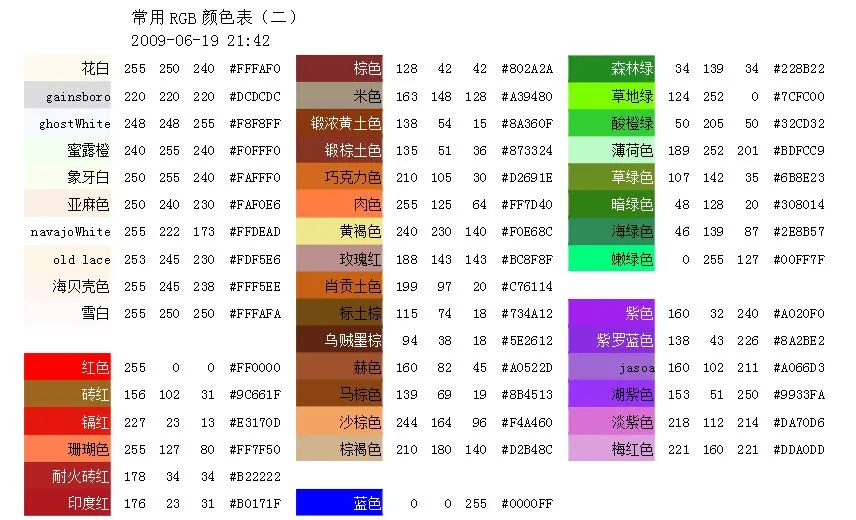 常用RGB颜色表（二）
2009-06-19 21:42
花白 255 250 240 #FFFAF0 棕色 128 42 42 #802A2A 森林绿 34 139 34 #228B22
gainsboro 220 220 220 #DCDCDC 米色 163 148 128 #A39480 草地绿 124 252 0 #7CFC00
ghostWhite 248 248 255 #F8F8FF 锻浓黄土色 138 54 15 #8A360F 酸橙绿 50 205 50 #32CD32
蜜露橙 240 255 240 #F0FFF0 锻棕土色 135 51 36 #873324 薄荷色 189 252 201 #BDFCC9
象牙白 250 255 240 #FAFFF0 巧克力色 210 105 30 #D2691E 草绿色 107 142 35 #6B8E23
亚麻色 250 240 230 #FAF0E6 肉色 255 125 64 #FF7D40 暗绿色 48 128 20 #308014
navajoWhite 255 222 173 #FFDEAD 黄褐色 240 230 140 #F0E68C 海绿色 46 139 87 #2E8B57
old lace 253 245 230 #FDF5E6 玫瑰红 188 143 143 #BC8F8F 嫩绿色 0 255 127 #00FF7F
海贝壳色 255 245 238 #FFF5EE 肖贡土色 199 97 20 #C76114
雪白 255 250 250 #FFFAFA 标土棕 115 74 18 #734A12 紫色 160 32 240 #A020F0
乌贼墨棕 94 38 18 #5E2612 紫罗蓝色 138 43 226 #8A2BE2
红色 255 0 0 #FF0000 赫色 160 82 45 #A0522D jasoa 160 102 211 #A066D3
砖红 156 102 31 #9C661F 马棕色 139 69 19 #8B4513 湖紫色 153 51 250 #9933FA
镉红 227 23 13 #E3170D 沙棕色 244 164 96 #F4A460 淡紫色 218 112 214 #DA70D6
珊瑚色 255 127 80 #FF7F50 棕褐色 210 180 140 #D2B48C 梅红色 221 160 221 #DDA0DD
耐火砖红 178 34 34 #B22222
印度红 176 23 31 #B0171F 蓝色 0 0 255 #0000FF